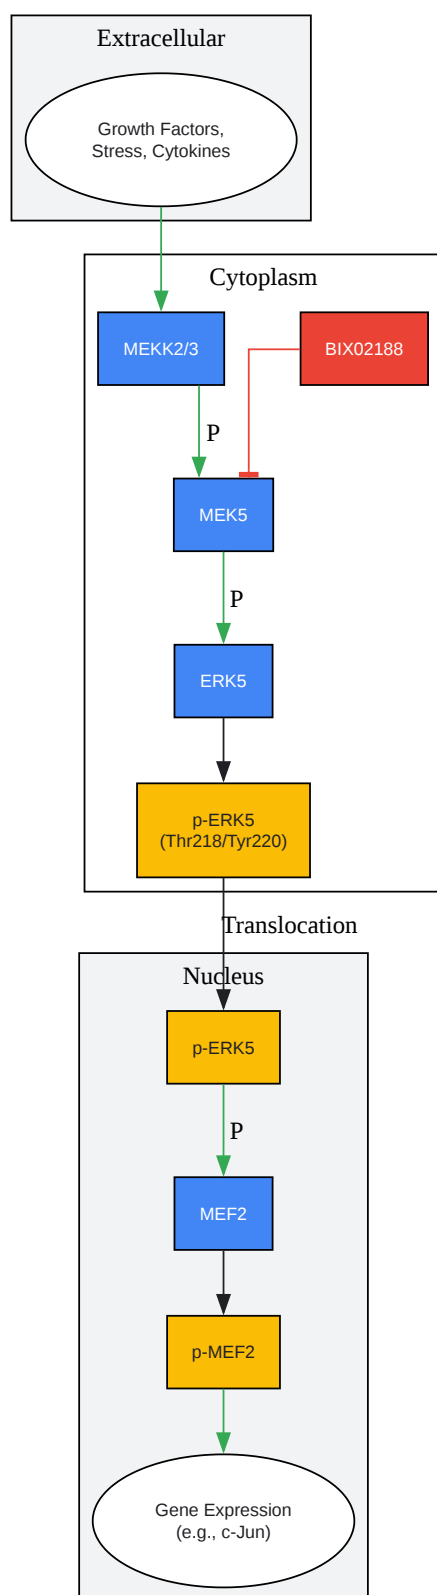 Extracellular
Growth Factors,
Stress, Cytokines
Cytoplasm
MEKK2/3
BIX02188
P
MEK5
P
ERK5
p-ERK5
(Thr218/Tyr220)
Translocation
Nucleus
p-ERK5
P
MEF2
p-MEF2
Gene Expression
(e.g., c-Jun)